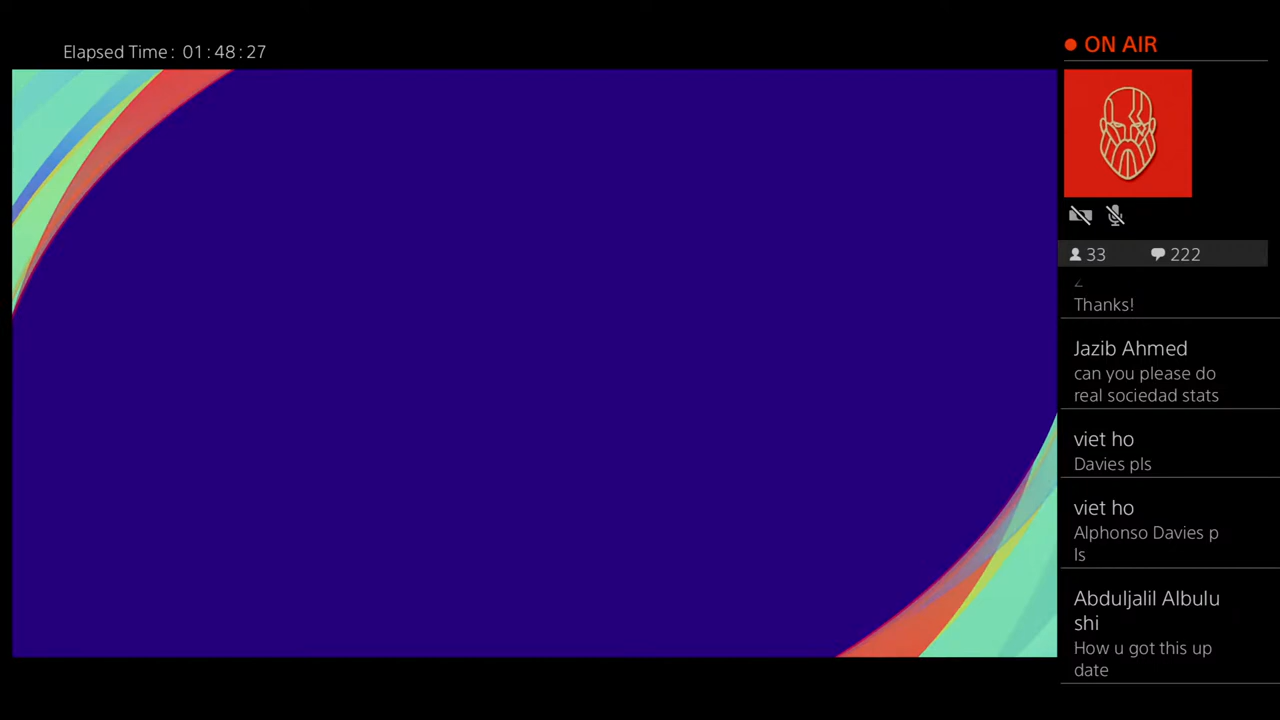 Elapsed Time: 01:48:27
ON AIR
33 222
Thanks!
Jazib Ahmed
can you please do
real sociedad stats
viet ho
Davies pls
viet ho
Alphonso Davies p
ls
Abduljalil Albulu
shi
How u got this up
date